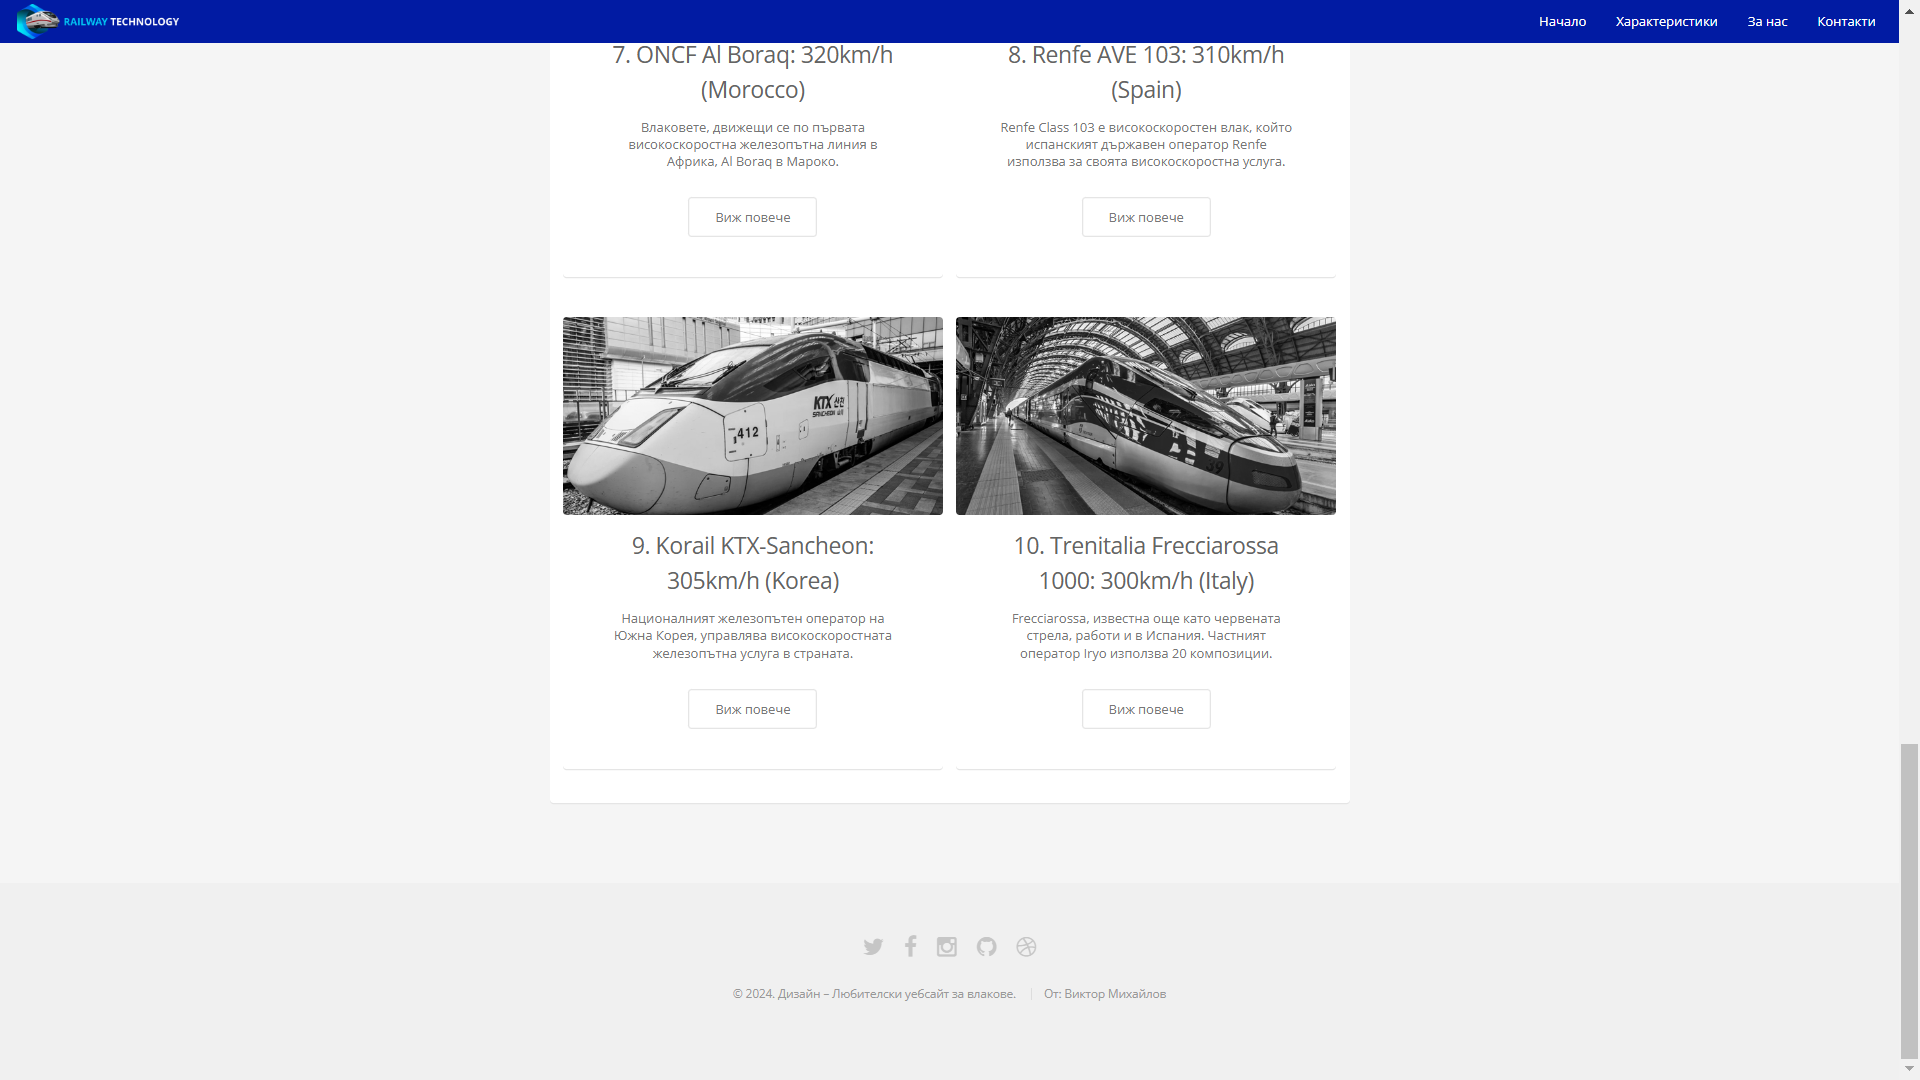 RAILWAY TECHNOLOGY
Начало Характеристики За нас Контакти
7. ONCF Al Boraq: 320km/h
(Morocco)
Влаковете, движещи се по първата
високоскоростна железопътна линия в
Африка, Al Boraq в Мароко.
Виж повече
8. Renfe AVE 103: 310km/h
(Spain)
Renfe Class 103 е високоскоростен влак, който
испанският държавен оператор Renfe
използва за своята високоскоростна услуга.
Виж повече
KTX 산천
SANCHEON
412
9. Korail KTX-Sancheon:
305km/h (Korea)
Националният железопътен оператор на
Южна Корея, управлява високоскоростната
железопътна услуга в страната.
Виж повече
10. Trenitalia Frecciarossa
1000: 300km/h (Italy)
Frecciarossa, известна още като червената
стрела, работи и в Испания. Частният
оператор Iryo използва 20 композиции.
Виж повече
© 2024. Дизайн – Любителски уебсайт за влакове. От: Виктор Михайлов